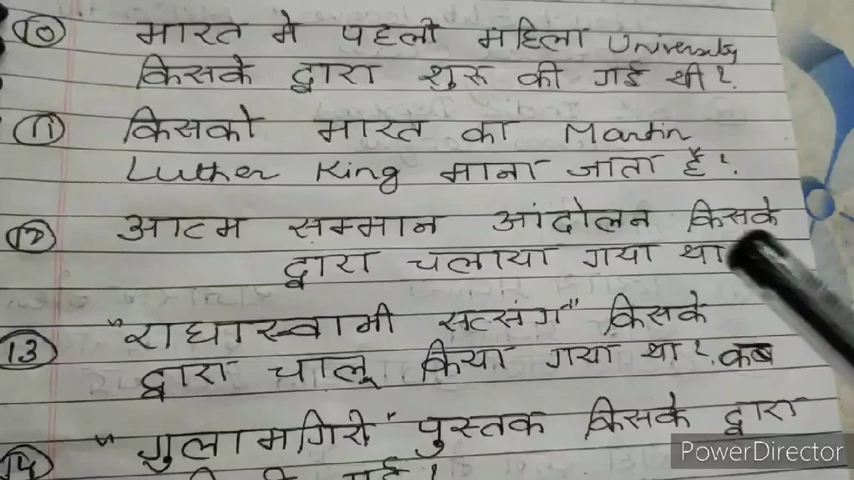 10 भारत मे पहली महिला University
किसके द्वारा शुरू की गई थी?
11 किसको भारत का Martin
Luther King माना जाता है?
12 आत्म सम्मान आंदोलन किसके
द्वारा चलाया गया था
13 "राधास्वामी सत्संग" किसके
द्वारा चालू किया गया था? कब
14 "गुलामगिरी" पुस्तक किसके द्वारा
गई?
PowerDirector